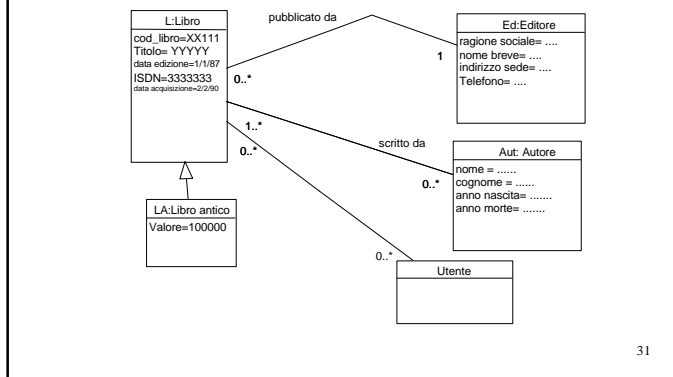 L:Libro
cod_libro=XX111
Titolo= YYYYY
data edizione=1/1/87
ISDN=3333333
data acquisizione=2/2/90
pubblicato da
0..*
1
Ed:Editore
ragione sociale= ....
nome breve= ....
indirizzo sede= ....
Telefono= ....
1..*
0..*
scritto da
0..*
Aut: Autore
nome = ......
cognome = ......
anno nascita= .......
anno morte= .......
LA:Libro antico
Valore=100000
0..*
Utente
31